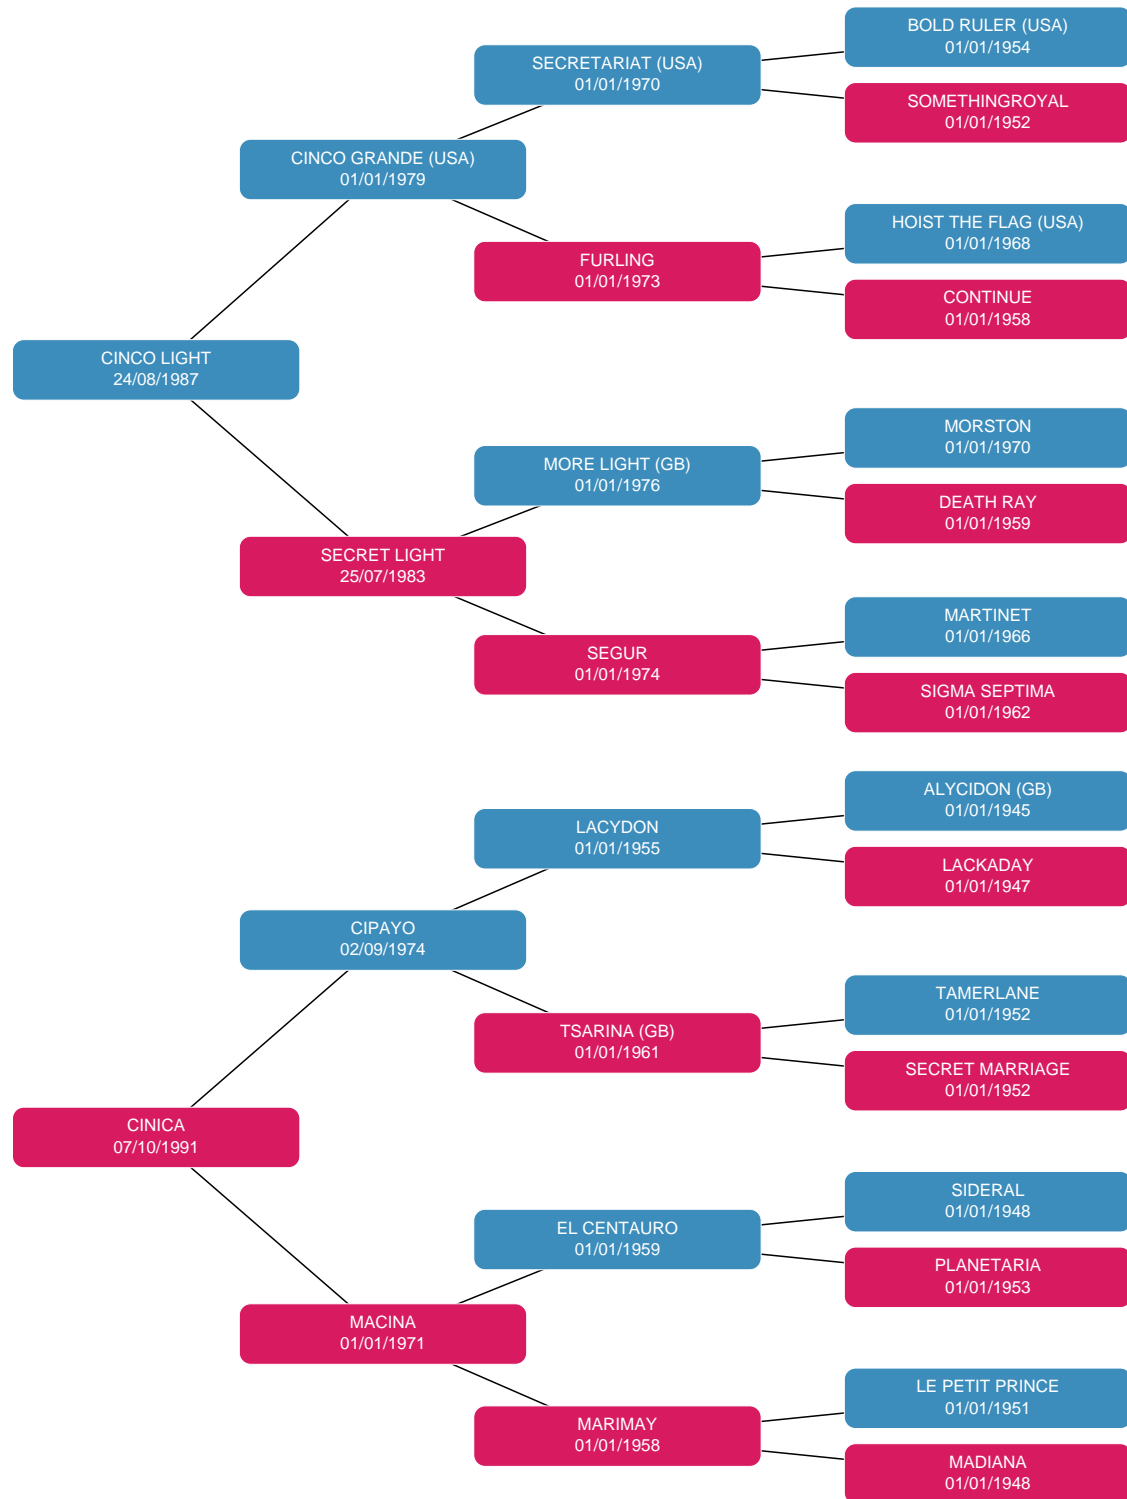 BOLD RULER (USA)
01/01/1954
SECRETARIAT (USA)
01/01/1970
SOMETHINGROYAL
01/01/1952
CINCO GRANDE (USA)
01/01/1979
HOIST THE FLAG (USA)
01/01/1968
FURLING
01/01/1973
CONTINUE
01/01/1958
CINCO LIGHT
24/08/1987
MORSTON
01/01/1970
MORE LIGHT (GB)
01/01/1976
DEATH RAY
01/01/1959
SECRET LIGHT
25/07/1983
MARTINET
01/01/1966
SEGUR
01/01/1974
SIGMA SEPTIMA
01/01/1962
ALYCIDON (GB)
01/01/1945
LACYDON
01/01/1955
LACKADAY
01/01/1947
CIPAYO
02/09/1974
TAMERLANE
01/01/1952
TSARINA (GB)
01/01/1961
SECRET MARRIAGE
01/01/1952
CINICA
07/10/1991
SIDERAL
01/01/1948
EL CENTAURO
01/01/1959
PLANETARIA
01/01/1953
MACINA
01/01/1971
LE PETIT PRINCE
01/01/1951
MARIMAY
01/01/1958
MADIANA
01/01/1948